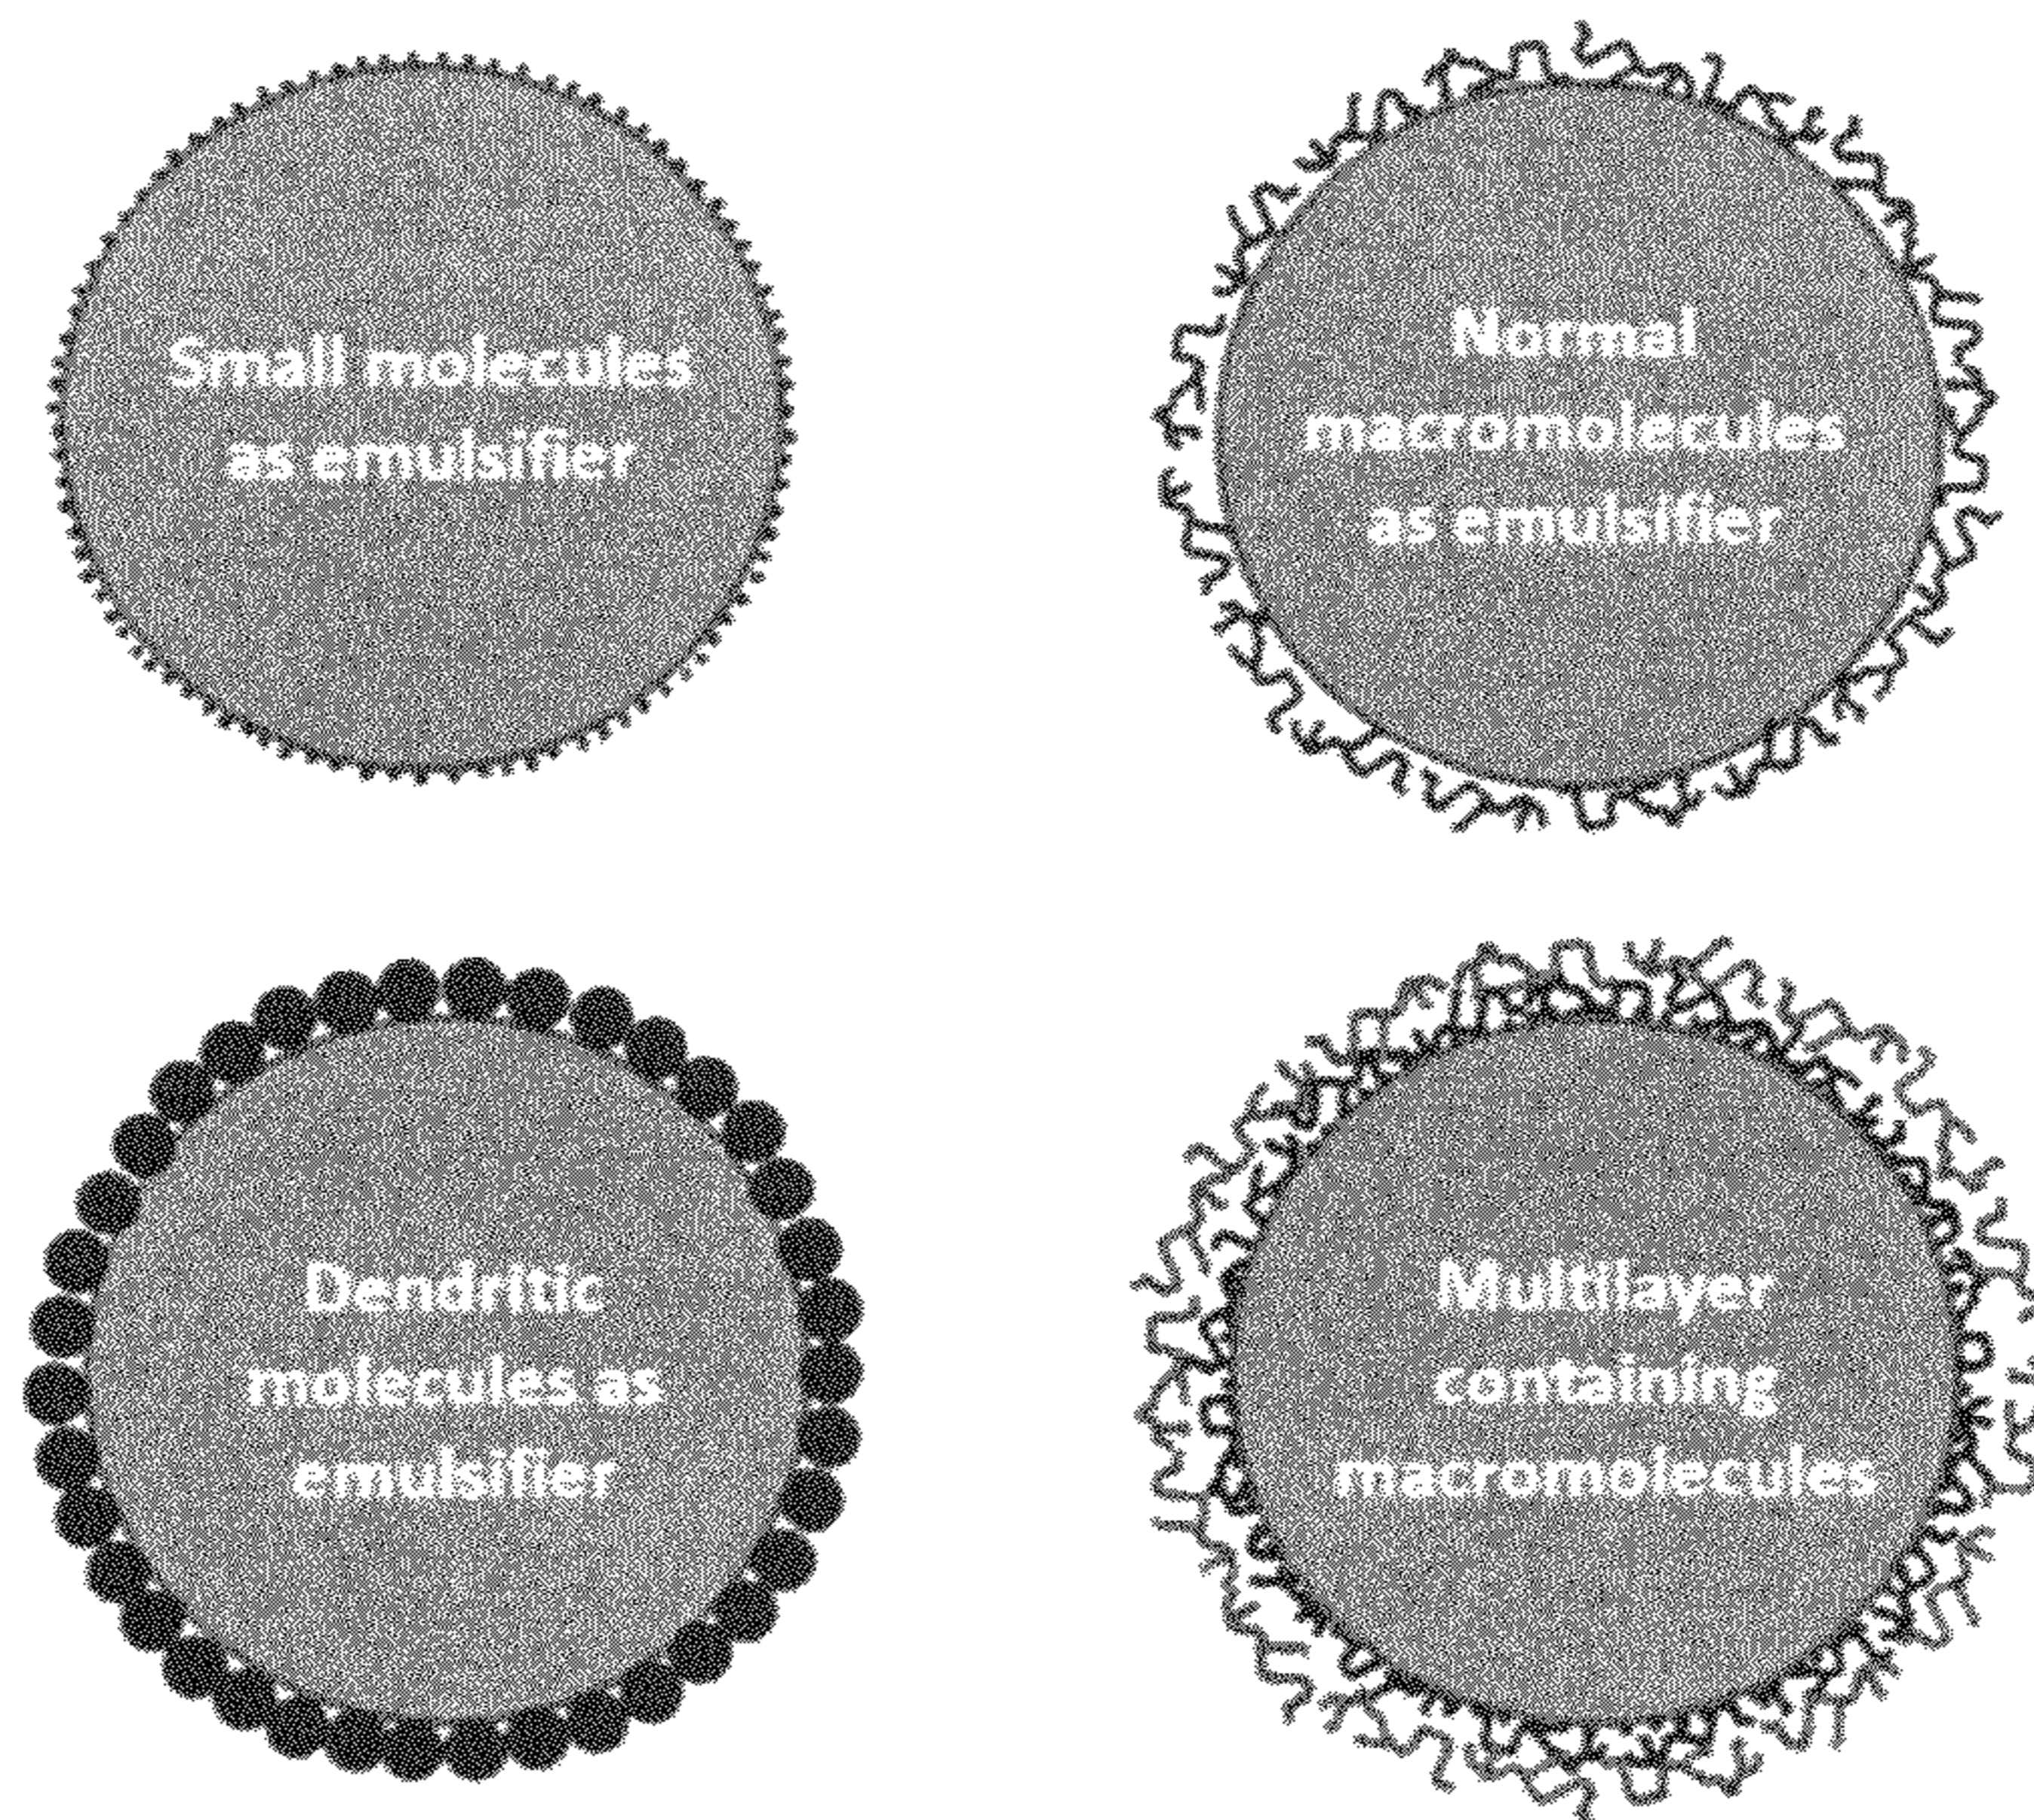 Small molecules
as emulsifier
Normal
macromolecules
as emulsifier
Dendritic
molecules as
emulsifier
Multilayer
containing
macromolecules